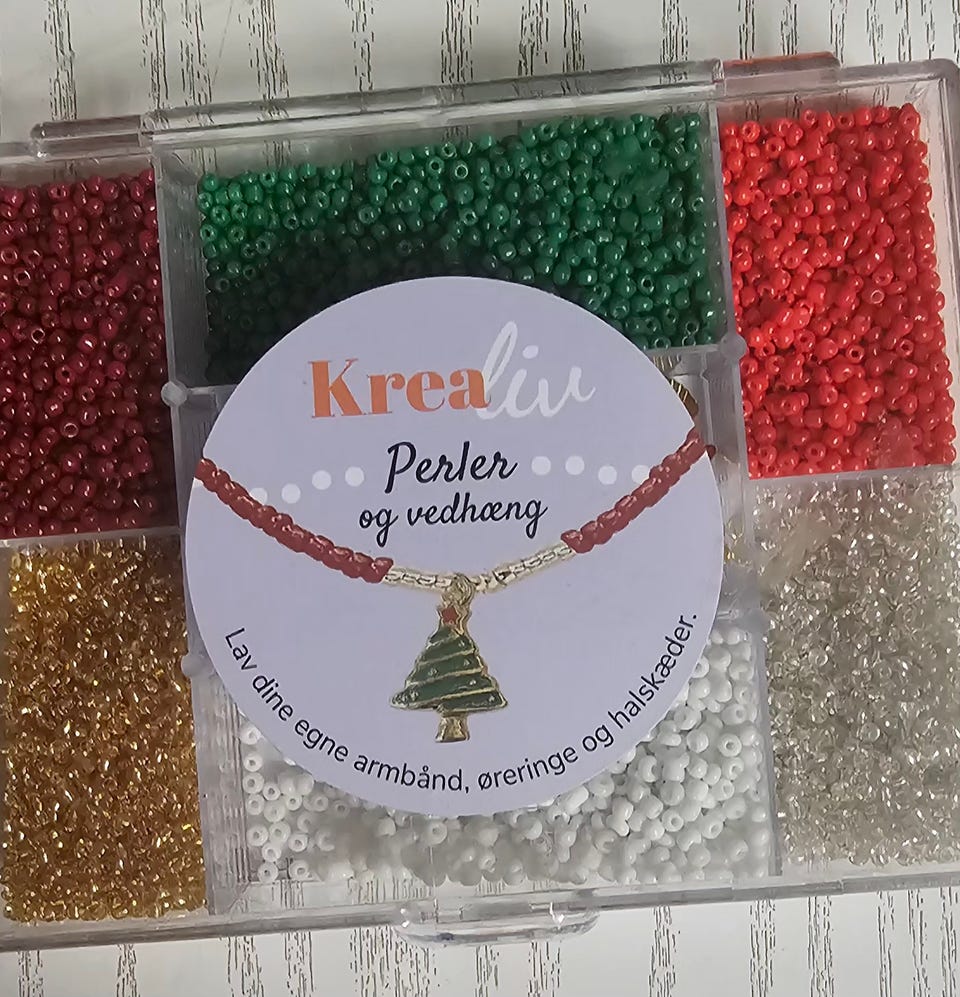 Krealiv
Perler
og vedhæng
Lav dine egne armbånd, øreringe og halskæder.